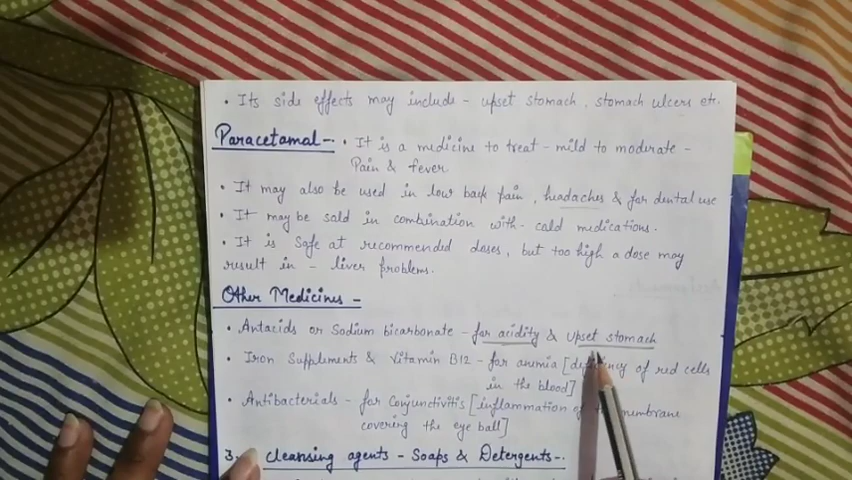 • Its side effects may include - upset stomach, stomach ulcers etc.
Paracetamal - • It is a medicine to treat - mild to moderate -
Pain & fever
• It may also be used in low back pain, headaches & for dental use
• It may be sold in combination with - cold medications.
• It is Safe at recommended doses, but too high a dose may
result in - liver problems.
Other Medicines -
• Antacids or Sodium bicarbonate - for acidity & upset stomach
• Iron Supplements & Vitamin B12 - for anemia [deficiency of red cells
in the blood]
• Antibacterials - for Conjunctivitis [inflammation of the membrane
covering the eye ball]
3. Cleansing agents - Soaps & Detergents -